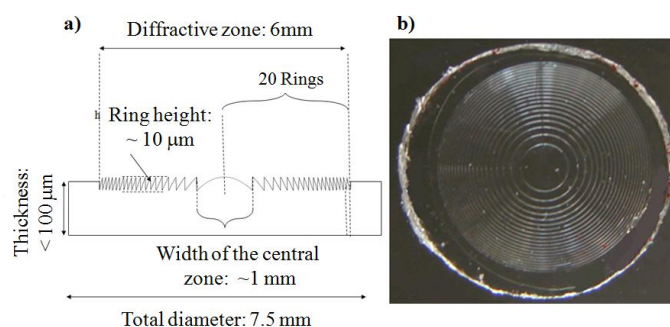 a)
Diffractive zone: 6mm
20 Rings
h
Ring height:
~ 10 μm
Thickness:
< 100 μm
Width of the central
zone: ~1 mm
Total diameter: 7.5 mm
b)